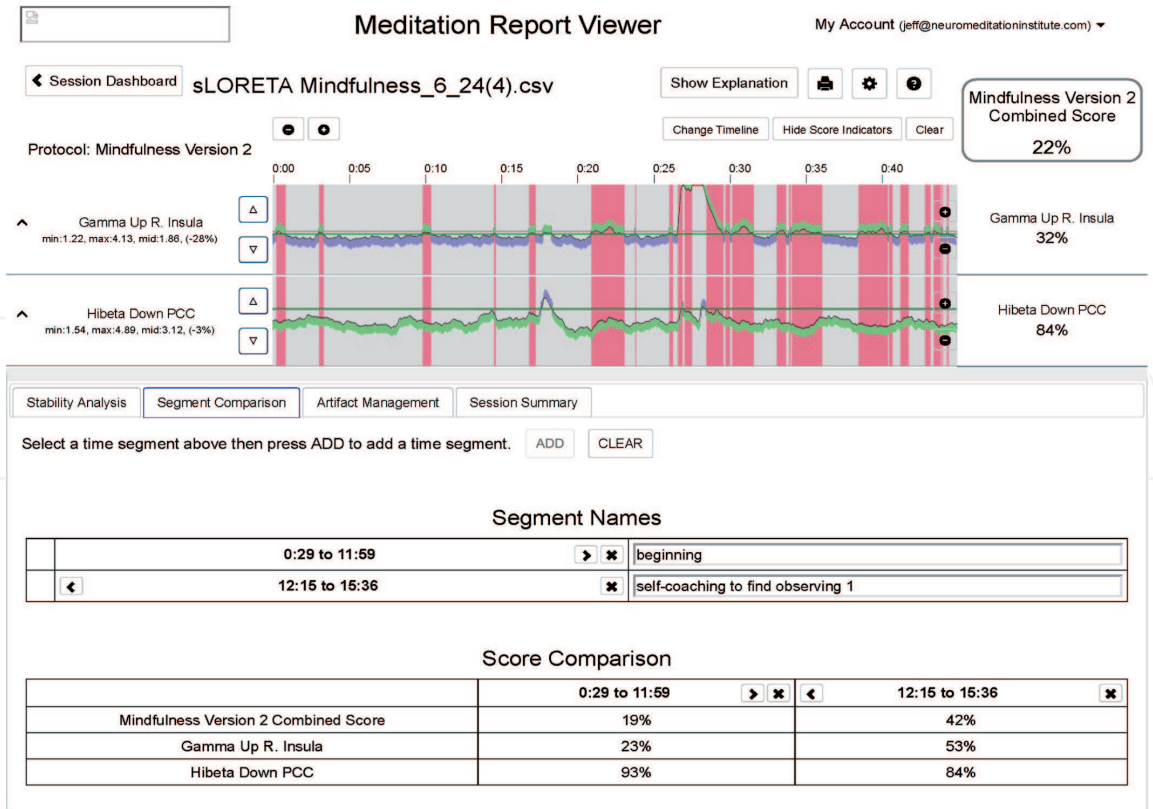 Meditation Report Viewer
My Account (jeff@neuromeditationinstitute.com)
Session Dashboard
sLORETA Mindfulness_6_24(4).csv
Show Explanation
Mindfulness Version 2
Combined Score
22%
Change Timeline
Hide Score Indicators
Clear
Protocol: Mindfulness Version 2
0:00 0:05 0:10 0:15 0:20 0:25 0:30 0:35 0:40
Gamma Up R. Insula
min:1.22, max:4.13, mid:1.86, (-28%)
Gamma Up R. Insula
32%
Hibeta Down PCC
min:1.54, max:4.89, mid:3.12, (-3%)
Hibeta Down PCC
84%
Stability Analysis
Segment Comparison
Artifact Management
Session Summary
Select a time segment above then press ADD to add a time segment. ADD CLEAR
Segment Names
0:29 to 11:59 beginning
12:15 to 15:36 self-coaching to find observing 1
Score Comparison
0:29 to 11:59 12:15 to 15:36
Mindfulness Version 2 Combined Score 19% 42%
Gamma Up R. Insula 23% 53%
Hibeta Down PCC 93% 84%